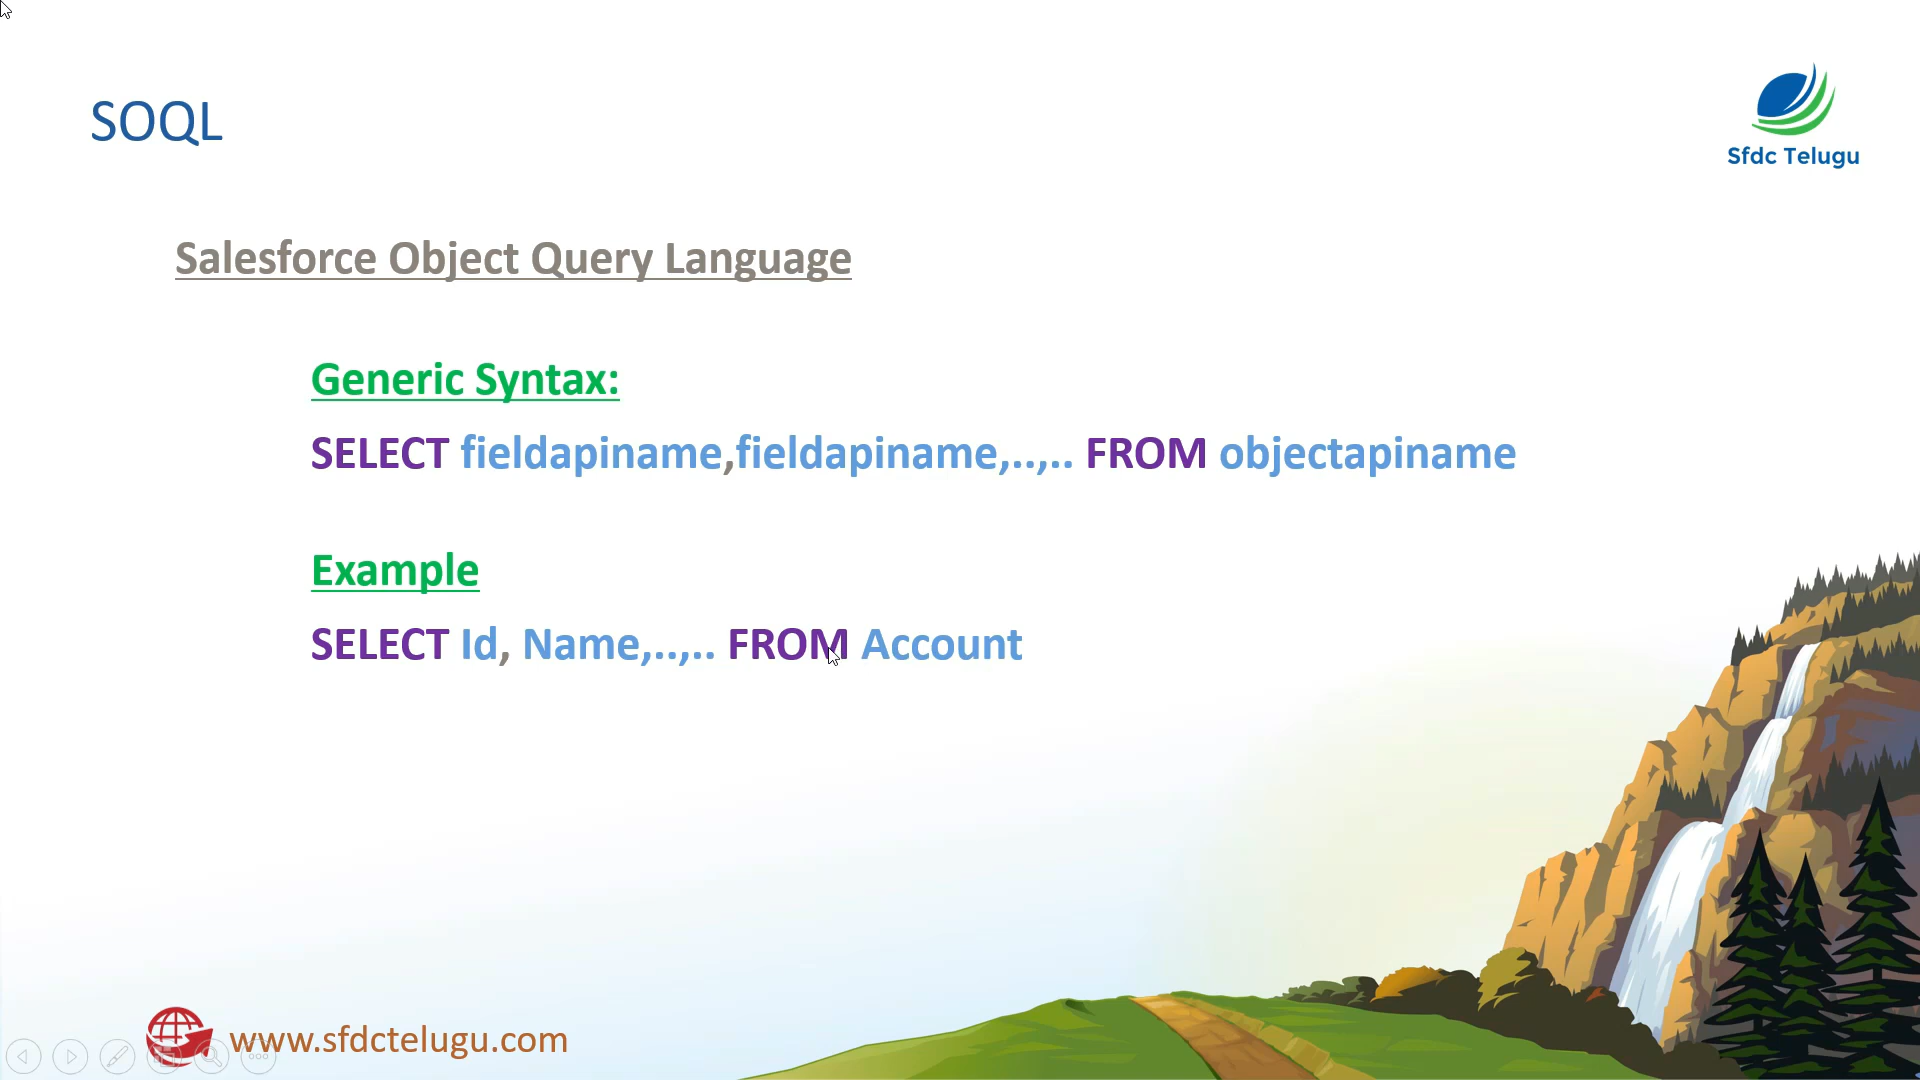 SOQL
Sfdc Telugu
Salesforce Object Query Language
Generic Syntax:
SELECT fieldapiname,fieldapiname,..,.. FROM objectapiname
Example
SELECT Id, Name,..,.. FROM Account
www.sfdctelugu.com